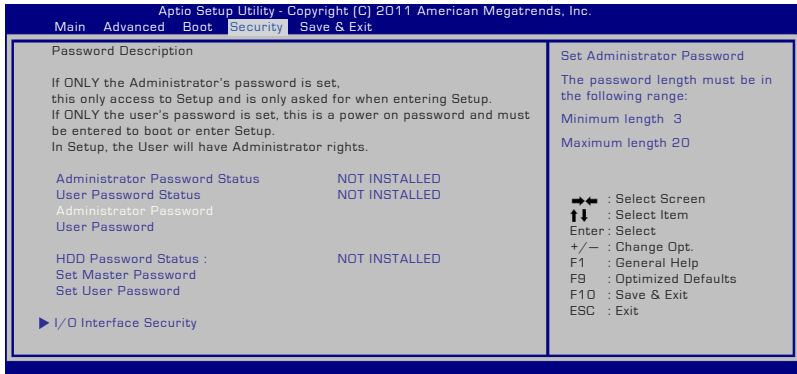 Aptio Setup Utility - Copyright (C) 2011 American Megatrends, Inc.
Main Advanced Boot Security Save & Exit
Password Description
If ONLY the Administrator's password is set,
this only access to Setup and is only asked for when entering Setup.
If ONLY the user's password is set, this is a power on password and must
be entered to boot or enter Setup.
In Setup, the User will have Administrator rights.
Administrator Password Status NOT INSTALLED
User Password Status NOT INSTALLED
Administrator Password
User Password
HDD Password Status : NOT INSTALLED
Set Master Password
Set User Password
I/O Interface Security
Set Administrator Password
The password length must be in
the following range:
Minimum length 3
Maximum length 20
: Select Screen
: Select Item
Enter : Select
+/— : Change Opt.
F1 : General Help
F9 : Optimized Defaults
F10 : Save & Exit
ESC : Exit